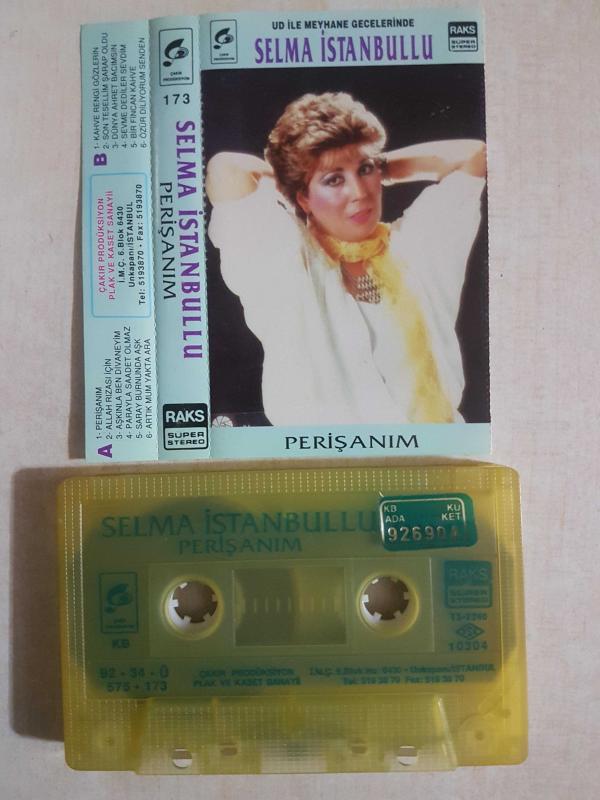 UD İLE MEYHANE GECELERİNDE
SELMA İSTANBULLU
RAKS
SUPER
STEREO
PERİŞANIM
ÇAKIR
PRODÜKSİYON
173
SELMA İSTANBULLU
PERİŞANIM
RAKS
SUPER
STEREO
B
1- KAHVE RENGİ GÖZLERİN
2- SON TESELLİM ŞARAP OLDU
3- DÜNYA AHRET BACIMSIN
4- SEVME DEDİLER SEVDİM
5- BİR FİNCAN KAHVE
6- ÖZÜR DİLİYORUM SENDEN
ÇAKIR PRODÜKSİYON
PLAK VE KASET SANAYİİ
İ.M.Ç. 6.Blok 6430
Unkapanı/İSTANBUL
Tel: 5193870 - Fax: 5193870
A
1- PERİŞANIM
2- ALLAH RIZASI İÇİN
3- AŞKINLA BEN DİVANEYİM
4- PARAYLA SAADET OLMAZ
5- SARAY BURNUNDA AŞK
6- ARTIK MUM YAKTA ARA
SELMA İSTANBULLU
PERİŞANIM
KB KÜ
ADA KET
RAKS
SUPER
STEREO
10304
KB
92-34-Ü
575-173
ÇAKIR PRODÜKSİYON
PLAK VE KASET SANAYİİ
İ.M.Ç. 6.Blok No: 6430 - Unkapanı/İSTANBUL
Tel: 519 38 70 Fax: 519 38 70